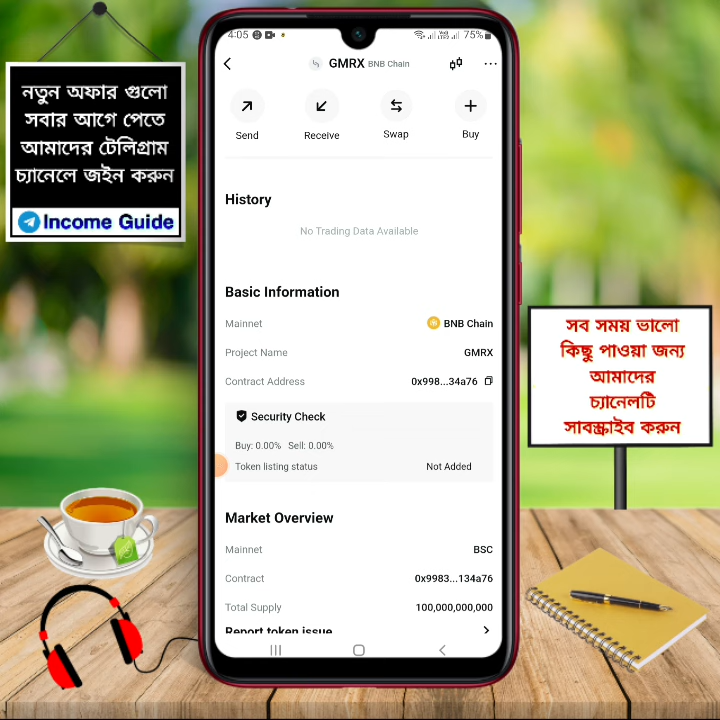 নতুন অফার গুলো
সবার আগে পেতে
আমাদের টেলিগ্রাম
চ্যানেলে জইন করুন
Income Guide
4:05
75%
GMRX BNB Chain
Send
Receive
Swap
Buy
History
No Trading Data Available
Basic Information
Mainnet
BNB Chain
Project Name
GMRX
Contract Address
0x998...34a76
Security Check
Buy: 0.00% Sell: 0.00%
Token listing status
Not Added
Market Overview
Mainnet
BSC
Contract
0x9983...134a76
Total Supply
100,000,000,000
Report token issue
সব সময় ভালো
কিছু পাওয়া জন্য
আমাদের
চ্যানেলটি
সাবস্ক্রাইব করুন